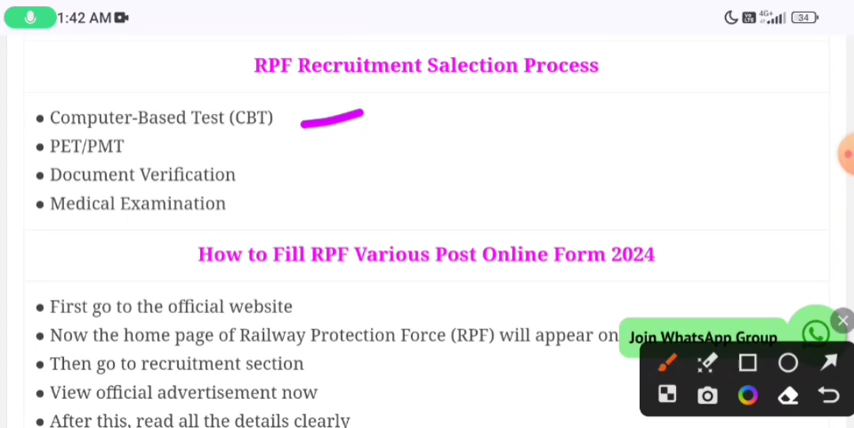 1:42 AM
4G+
34
RPF Recruitment Salection Process
• Computer-Based Test (CBT)
• PET/PMT
• Document Verification
• Medical Examination
How to Fill RPF Various Post Online Form 2024
• First go to the official website
• Now the home page of Railway Protection Force (RPF) will appear on
Join WhatsApp Group
• Then go to recruitment section
• View official advertisement now
• After this, read all the details clearly